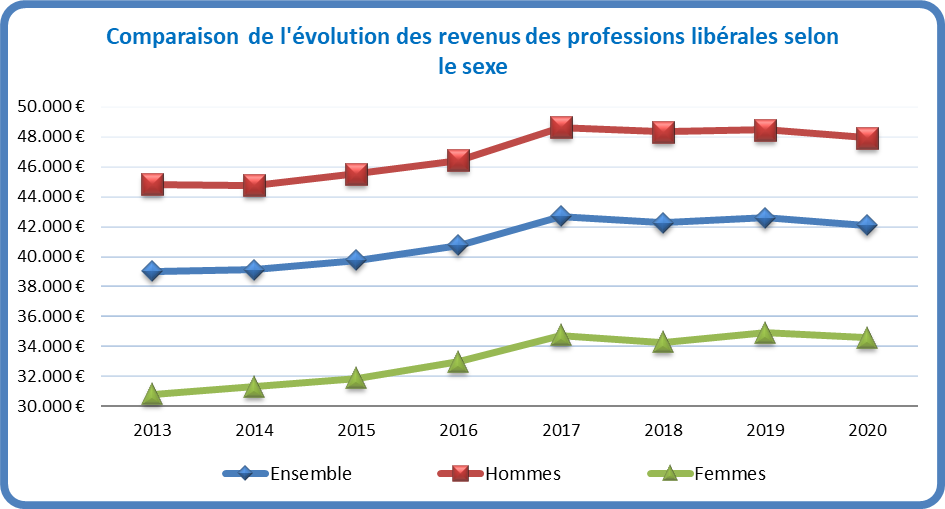 Comparaison de l'évolution des revenus des professions libérales selon
le sexe
50.000 €
48.000 €
46.000 €
44.000 €
42.000 €
40.000 €
38.000 €
36.000 €
34.000 €
32.000 €
30.000 €
2013 2014 2015 2016 2017 2018 2019 2020
Ensemble Hommes Femmes